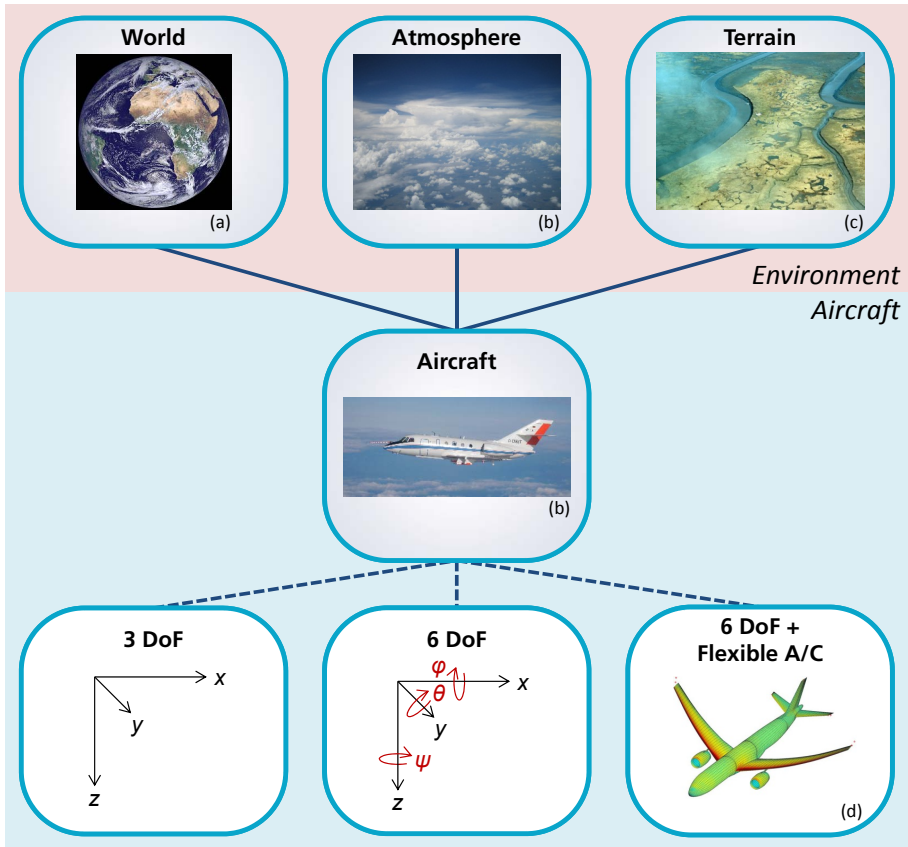 World
Atmosphere
Terrain
(a)
(b)
(c)
Environment
Aircraft
Aircraft
(b)
3 DoF
x
y
z
6 DoF
φ
x
θ
y
ψ
z
6 DoF +
Flexible A/C
(d)